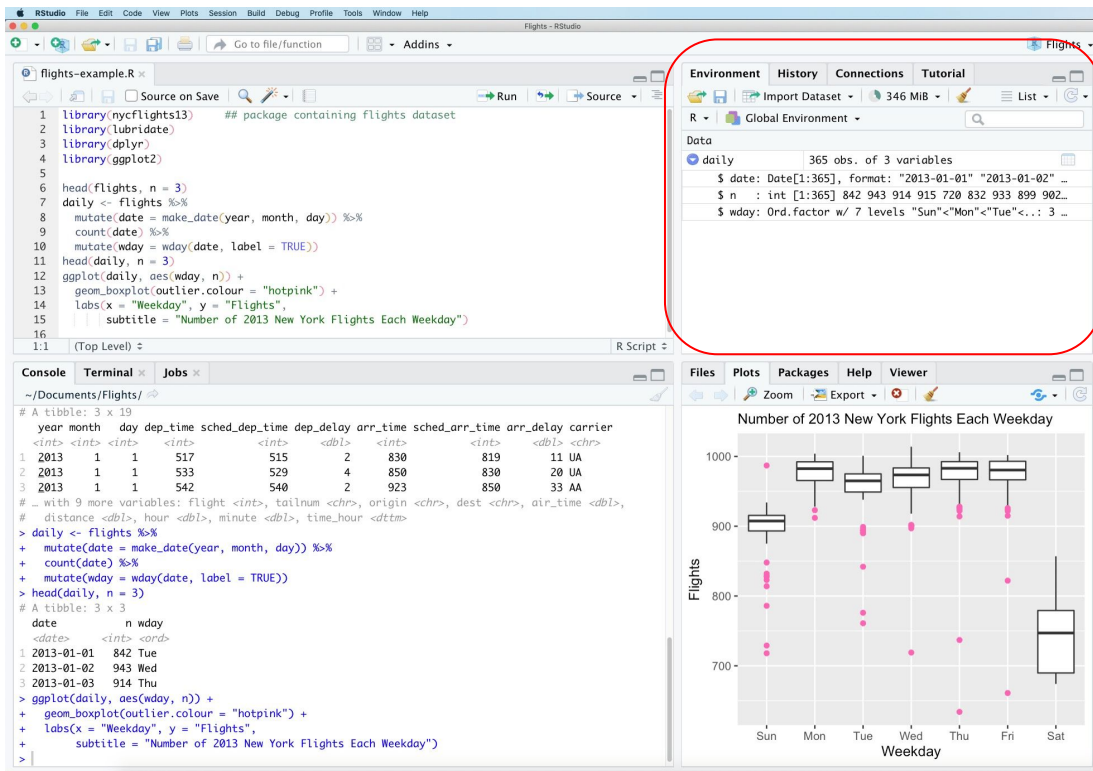 RStudio File Edit Code View Plots Session Build Debug Profile Tools Window Help
Flights - RStudio
Go to file/function Addins Flights
flights-example.R
Source on Save Run Source
1 library(nycflights13) ## package containing flights dataset
2 library(lubridate)
3 library(dplyr)
4 library(ggplot2)
5
6 head(flights, n = 3)
7 daily <- flights %>%
8 mutate(date = make_date(year, month, day)) %>%
9 count(date) %>%
10 mutate(wday = wday(date, label = TRUE))
11 head(daily, n = 3)
12 ggplot(daily, aes(wday, n)) +
13 geom_boxplot(outlier.colour = "hotpink") +
14 labs(x = "Weekday", y = "Flights",
15 subtitle = "Number of 2013 New York Flights Each Weekday")
16
1:1 (Top Level) R Script
Environment History Connections Tutorial
Import Dataset 346 MiB List
R Global Environment
Data
daily 365 obs. of 3 variables
$ date: Date[1:365], format: "2013-01-01" "2013-01-02" …
$ n : int [1:365] 842 943 914 915 720 832 933 899 902…
$ wday: Ord.factor w/ 7 levels "Sun"<"Mon"<"Tue"<..: 3 …
Console Terminal Jobs
~/Documents/Flights/
# A tibble: 3 x 19
year month day dep_time sched_dep_time dep_delay arr_time sched_arr_time arr_delay carrier
<int> <int> <int> <int> <int> <dbl> <int> <int> <dbl> <chr>
1 2013 1 1 517 515 2 830 819 11 UA
2 2013 1 1 533 529 4 850 830 20 UA
3 2013 1 1 542 540 2 923 850 33 AA
# … with 9 more variables: flight <int>, tailnum <chr>, origin <chr>, dest <chr>, air_time <dbl>,
# distance <dbl>, hour <dbl>, minute <dbl>, time_hour <dttm>
> daily <- flights %>%
+ mutate(date = make_date(year, month, day)) %>%
+ count(date) %>%
+ mutate(wday = wday(date, label = TRUE))
> head(daily, n = 3)
# A tibble: 3 x 3
date n wday
<date> <int> <ord>
1 2013-01-01 842 Tue
2 2013-01-02 943 Wed
3 2013-01-03 914 Thu
> ggplot(daily, aes(wday, n)) +
+ geom_boxplot(outlier.colour = "hotpink") +
+ labs(x = "Weekday", y = "Flights",
+ subtitle = "Number of 2013 New York Flights Each Weekday")
>
Files Plots Packages Help Viewer
Zoom Export
Number of 2013 New York Flights Each Weekday
1000
900
800
700
Flights
Sun Mon Tue Wed Thu Fri Sat
Weekday